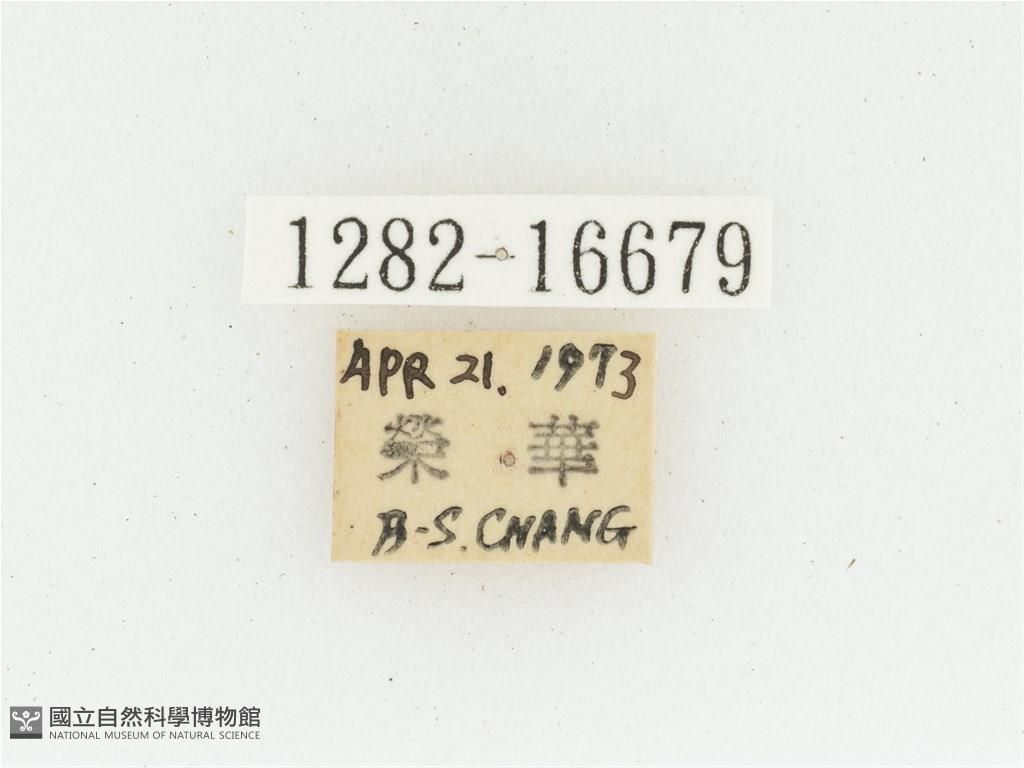 1282-16679
APR 21. 1973
榮 華
B-S. CHANG
國立自然科學博物館
NATIONAL MUSEUM OF NATURAL SCIENCE